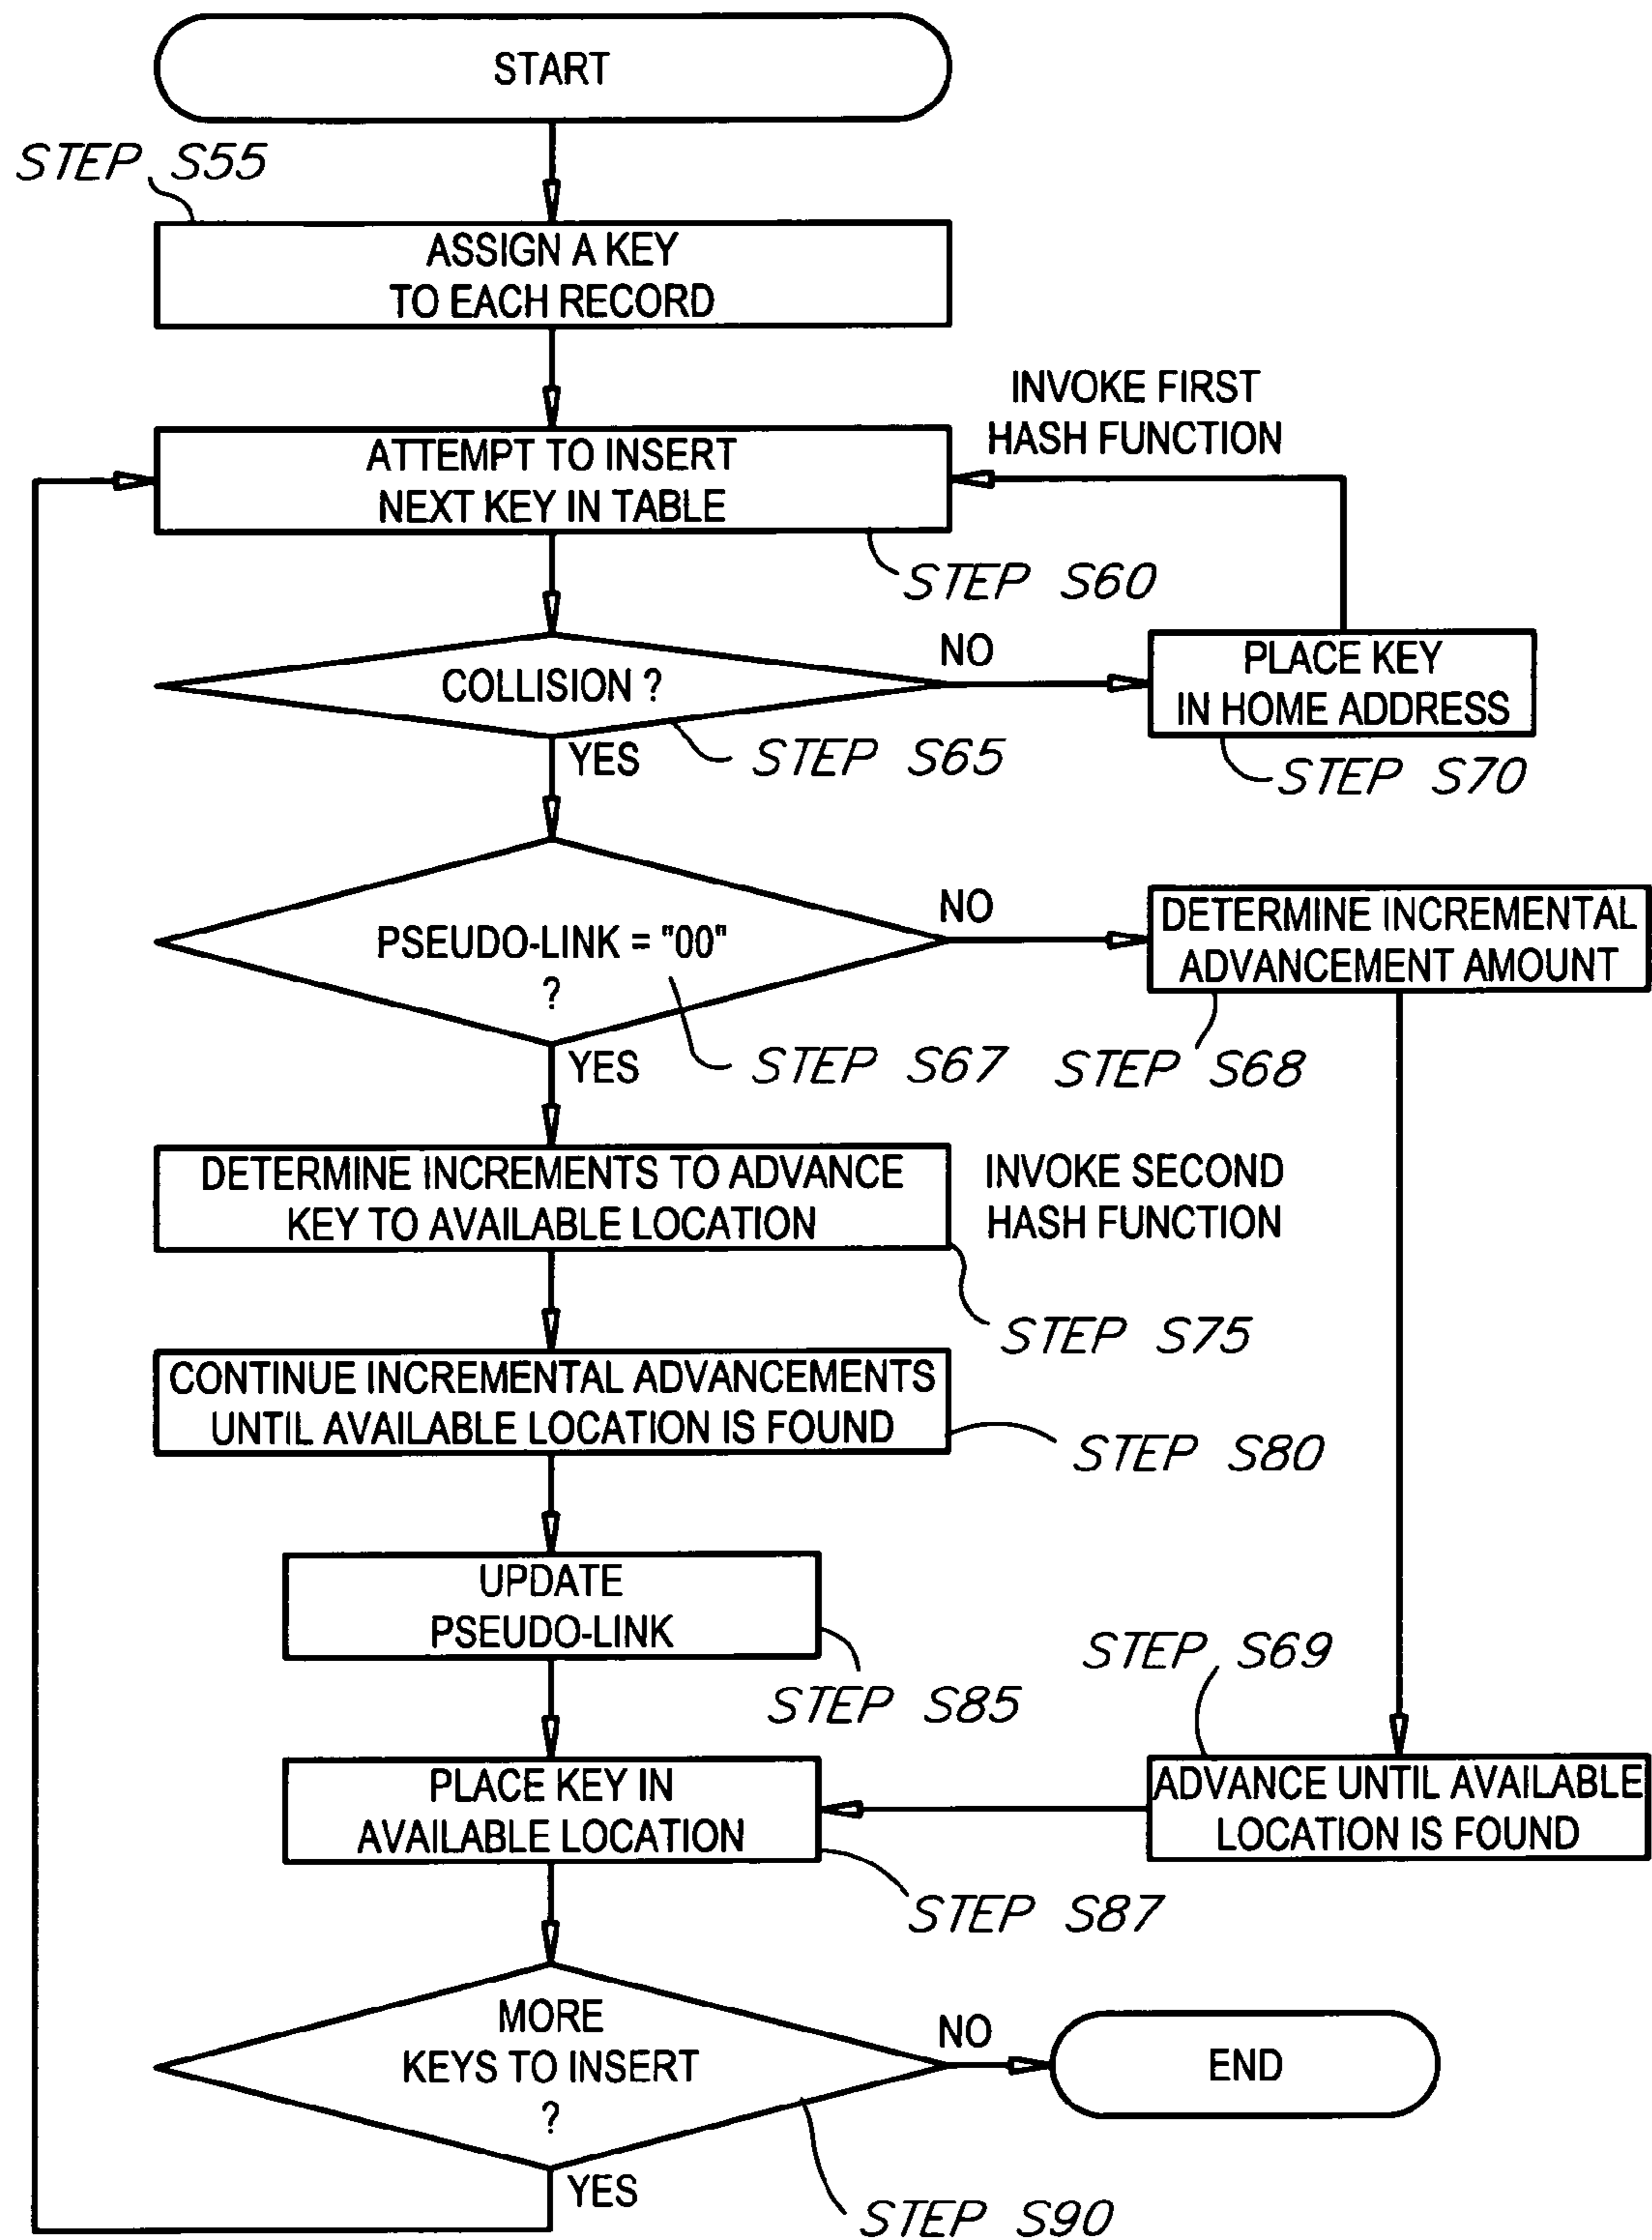 START
STEP S55
ASSIGN A KEY
TO EACH RECORD
INVOKE FIRST
HASH FUNCTION
ATTEMPT TO INSERT
NEXT KEY IN TABLE
STEP S60
COLLISION ?
NO
PLACE KEY
IN HOME ADDRESS
YES
STEP S65
STEP S70
PSEUDO-LINK = "00"
?
NO
DETERMINE INCREMENTAL
ADVANCEMENT AMOUNT
YES
STEP S67
STEP S68
DETERMINE INCREMENTS TO ADVANCE
KEY TO AVAILABLE LOCATION
INVOKE SECOND
HASH FUNCTION
STEP S75
CONTINUE INCREMENTAL ADVANCEMENTS
UNTIL AVAILABLE LOCATION IS FOUND
STEP S80
UPDATE
PSEUDO-LINK
STEP S85
STEP S69
PLACE KEY IN
AVAILABLE LOCATION
ADVANCE UNTIL AVAILABLE
LOCATION IS FOUND
STEP S87
MORE
KEYS TO INSERT
?
NO
END
YES
STEP S90